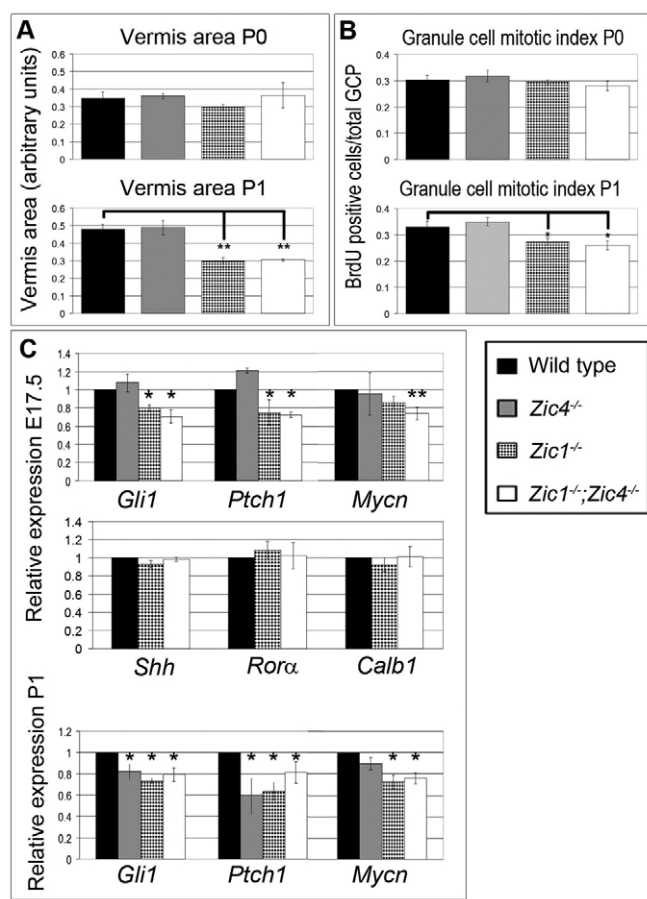 A
Vermis area P0
Vermis area (arbitrary units)
0.6
0.5
0.4
0.3
0.2
0.1
0
Vermis area P1
0.6
0.5
0.4
0.3
0.2
0.1
0
**
**
B
Granule cell mitotic index P0
BrdU positive cells/total GCP
0.4
0.3
0.2
0.1
0
Granule cell mitotic index P1
0.4
0.3
0.2
0.1
0
*
*
C
Relative expression E17.5
1.4
1.2
1
0.8
0.6
0.4
0.2
0
* *
* *
**
Gli1 Ptch1 Mycn
1.4
1.2
1
0.8
0.6
0.4
0.2
0
Shh Rorα Calb1
Relative expression P1
1.2
1
0.8
0.6
0.4
0.2
0
* * *
* * *
* *
Gli1 Ptch1 Mycn
Wild type
Zic4-/-
Zic1-/-
Zic1-/-;Zic4-/-